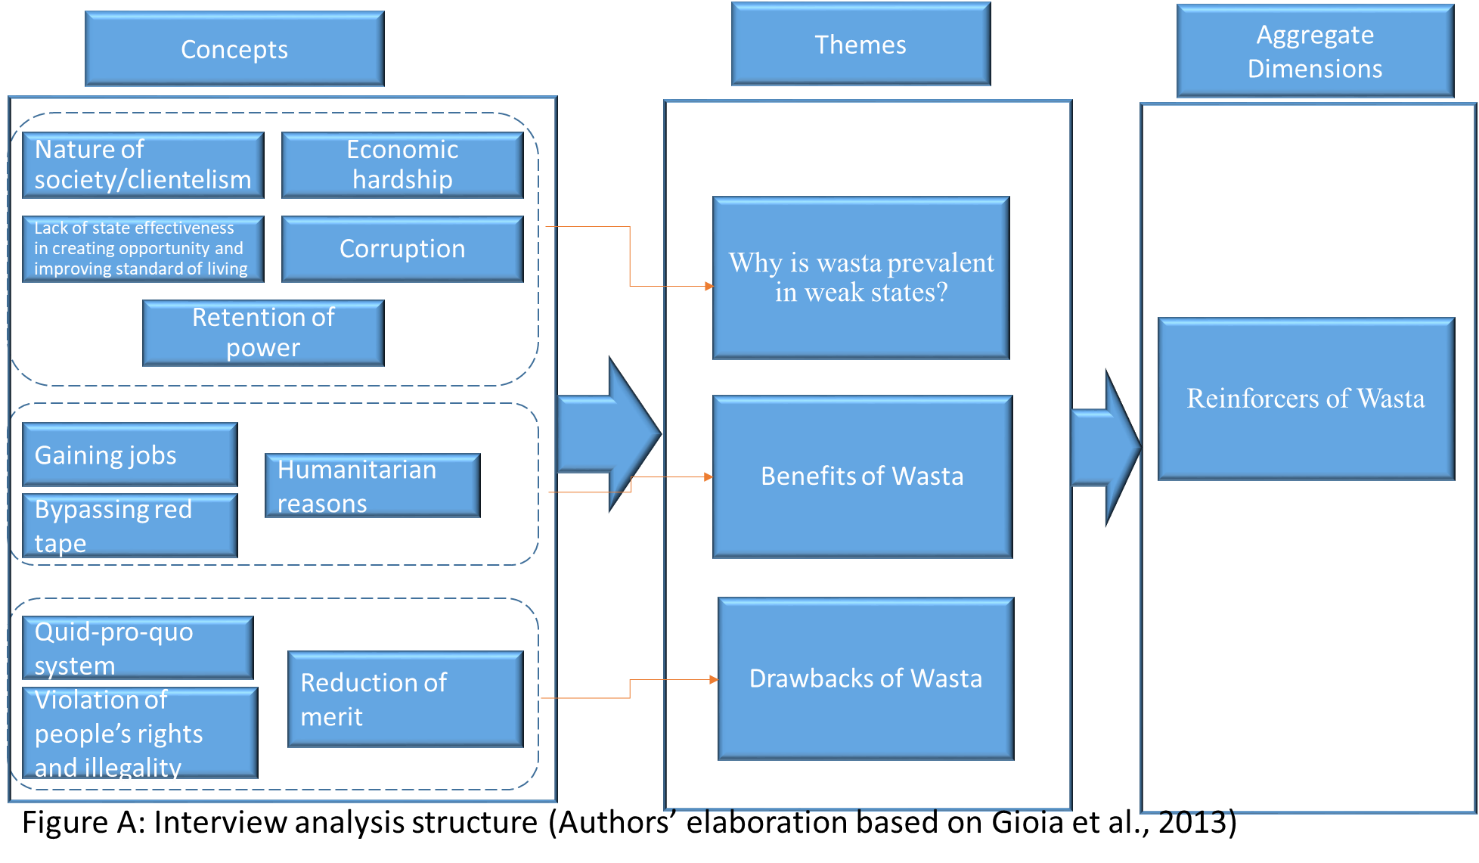 Concepts
Themes
Aggregate
Dimensions
Nature of
society/clientelism
Economic
hardship
Lack of state effectiveness
in creating opportunity and
improving standard of living
Corruption
Retention of
power
Gaining jobs
Humanitarian
reasons
Bypassing red
tape
Quid-pro-quo
system
Violation of
people’s rights
and illegality
Reduction of
merit
Why is wasta prevalent
in weak states?
Benefits of Wasta
Drawbacks of Wasta
Reinforcers of Wasta
Figure A: Interview analysis structure (Authors’ elaboration based on Gioia et al., 2013)